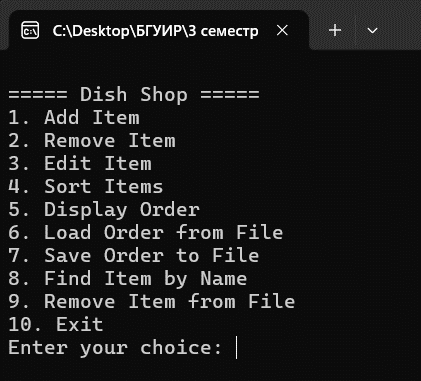 C:\Desktop\БГУИР\3 семестр
===== Dish Shop =====
1. Add Item
2. Remove Item
3. Edit Item
4. Sort Items
5. Display Order
6. Load Order from File
7. Save Order to File
8. Find Item by Name
9. Remove Item from File
10. Exit
Enter your choice: